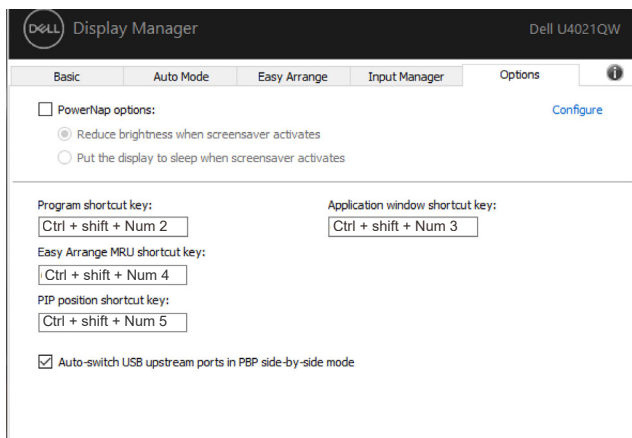 DELL Display Manager Dell U4021QW
Basic Auto Mode Easy Arrange Input Manager Options
PowerNap options: Configure
Reduce brightness when screensaver activates
Put the display to sleep when screensaver activates
Program shortcut key: Application window shortcut key:
Ctrl + shift + Num 2 Ctrl + shift + Num 3
Easy Arrange MRU shortcut key:
Ctrl + shift + Num 4
PIP position shortcut key:
Ctrl + shift + Num 5
Auto-switch USB upstream ports in PBP side-by-side mode